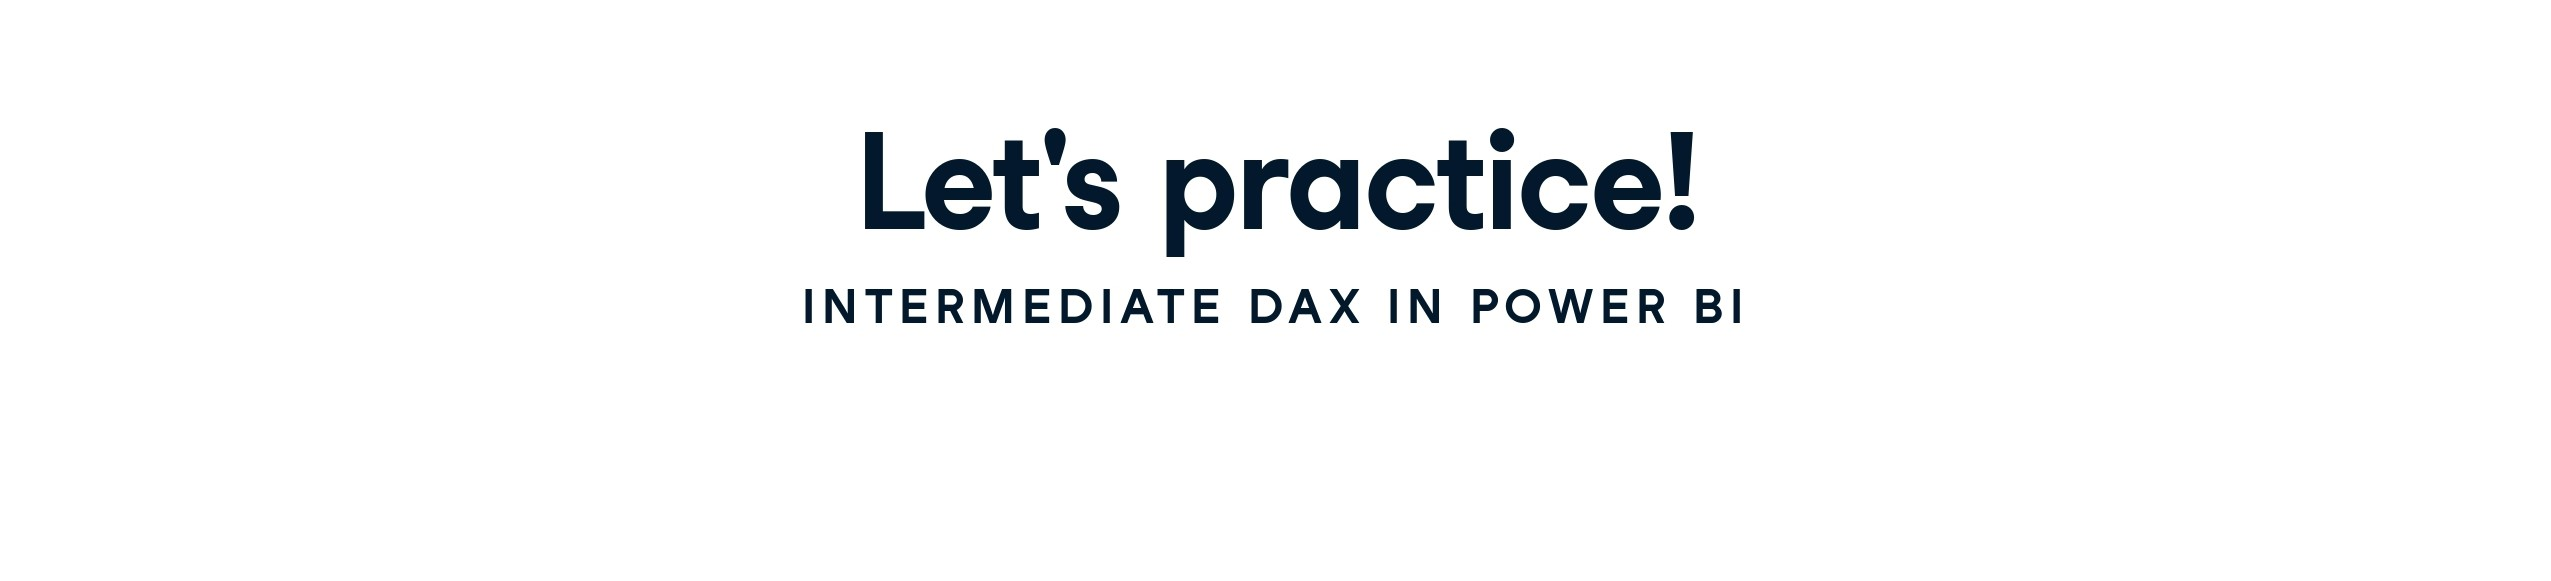 Let's practice!
INTERMEDIATE DAX IN POWER BI